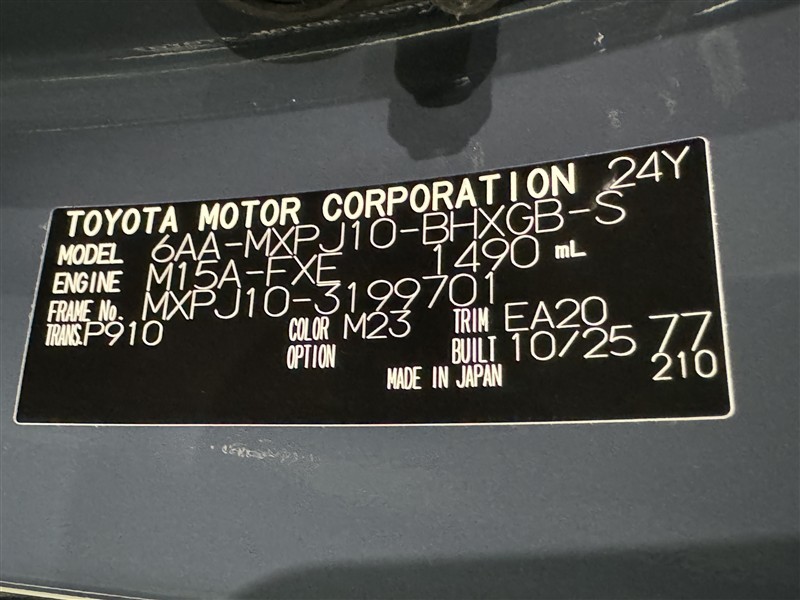 TOYOTA MOTOR CORPORATION 24Y
MODEL 6AA-MXPJ10-BHXGB-S
ENGINE M15A-FXE 1490 mL
FRAME No. MXPJ10-3199701
TRANS. P910 COLOR M23 TRIM EA20 77
OPTION BUILT 10/25 210
MADE IN JAPAN